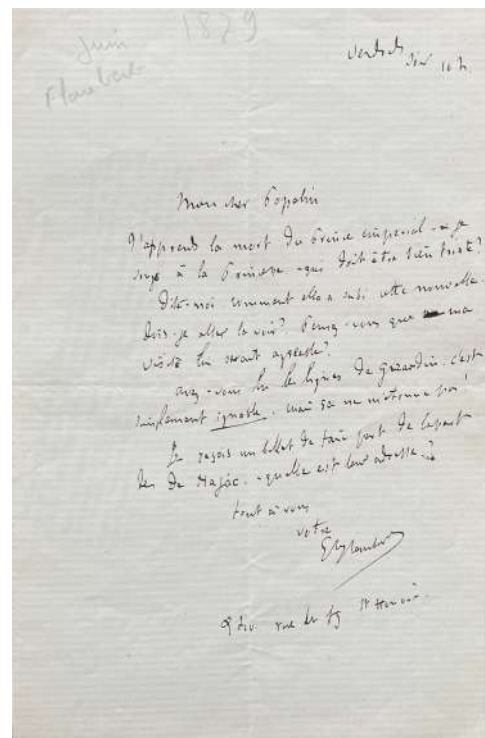 Juin 1879
Flaubert
Vendredi soir 10 h.
Mon cher Popelin
J'apprends la mort du Prince impérial - et je
songe à la Princesse - qui doit être bien triste?
Dites-moi comment elle a subi cette nouvelle.
Dois-je aller la voir? Pensez-vous que ma
visite lui serait agréable?
avez-vous lu les lignes de Girardin. c'est
simplement ignoble. mais ça ne m'étonne pas!
Je reçois un billet de faire part de la part
des De - quelle est leur adresse?
tout à vous
votre
G Flaubert
rue du fg St Honoré.